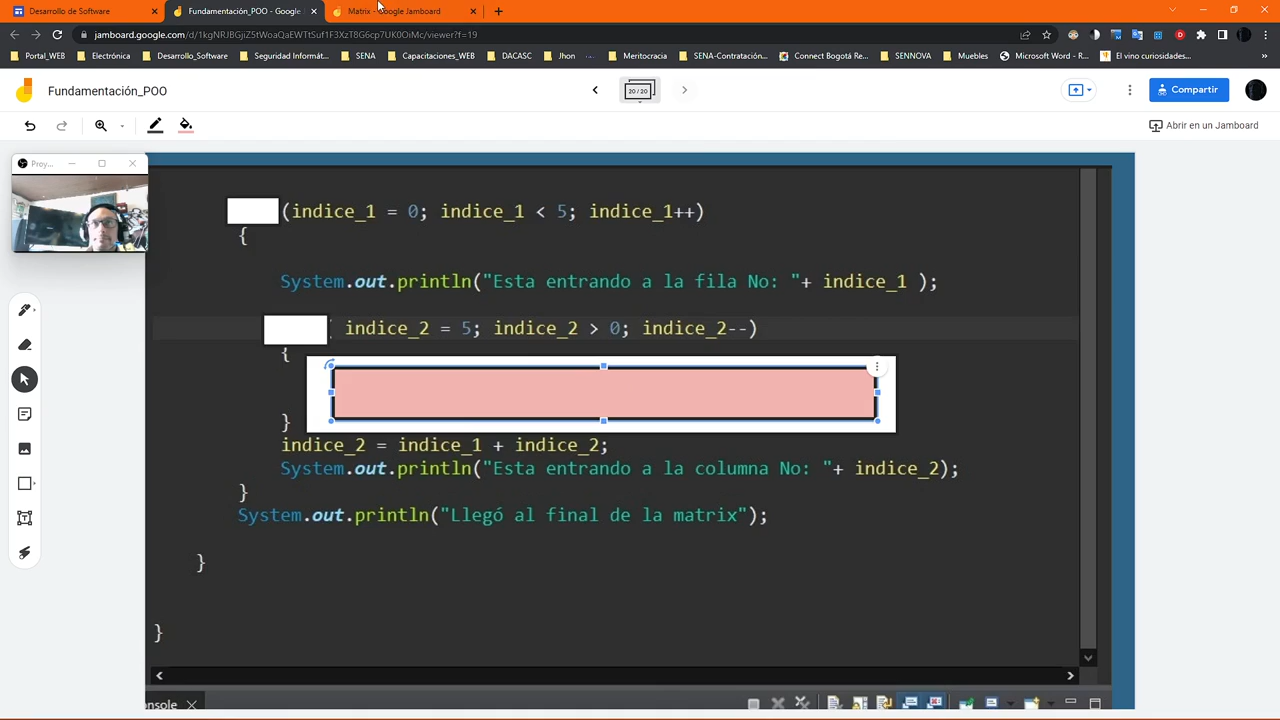 Desarrollo de Software
Fundamentación_POO - Google
Matrix - Google Jamboard
jamboard.google.com/d/1kgNRJBGjiZ5tWoaQaEWTtSuf1F3XzT8G6cp7UK0OiMc/viewer?f=19
Portal_WEB
Electrónica
Desarrollo_Software
Seguridad Informát...
SENA
Capacitaciones_WEB
DACASC
Jhon
Meritocracia
SENA-Contratación...
Connect Bogotá Re...
SENNOVA
Muebles
Microsoft Word - R...
El vino curiosidades...
»
Fundamentación_POO
20 / 20
Compartir
Abrir en un Jamboard
Proy...
(indice_1 = 0; indice_1 < 5; indice_1++)
{
System.out.println("Esta entrando a la fila No: "+ indice_1 );
indice_2 = 5; indice_2 > 0; indice_2--)
{
}
indice_2 = indice_1 + indice_2;
System.out.println("Esta entrando a la columna No: "+ indice_2);
}
System.out.println("Llegó al final de la matrix");
}
}
onsole